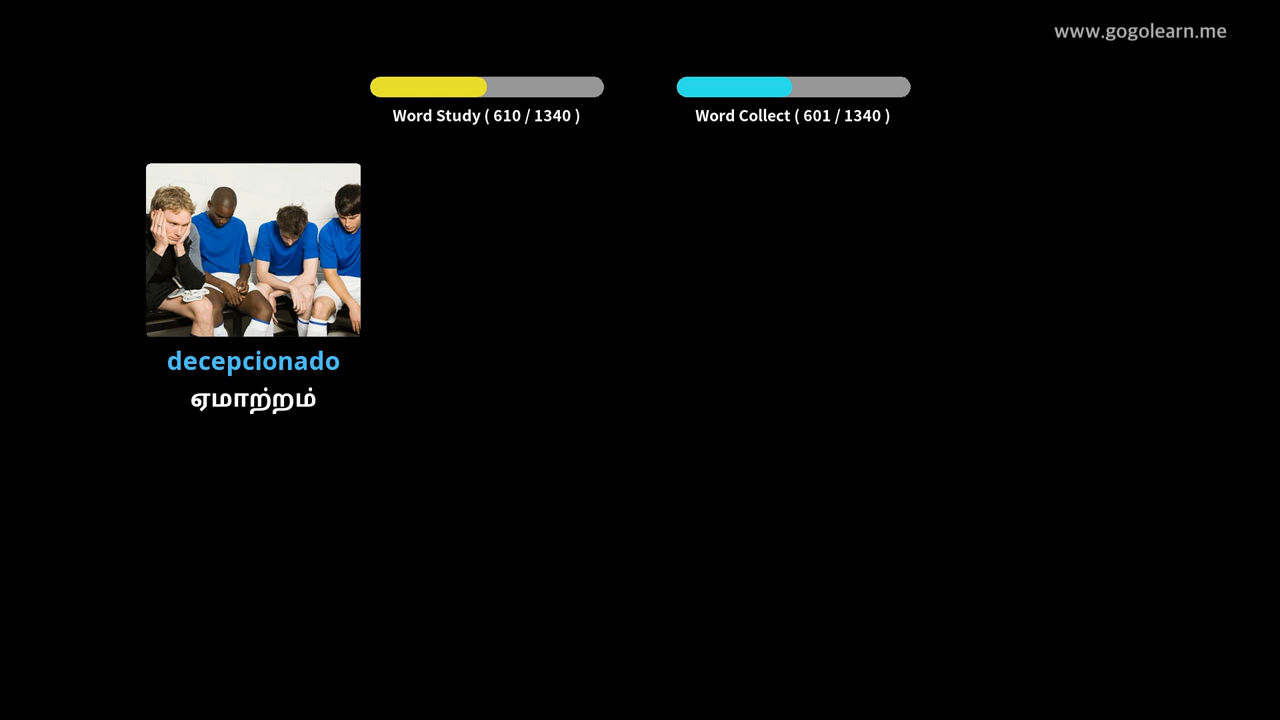 www.gogolearn.me
Word Study ( 610 / 1340 )
Word Collect ( 601 / 1340 )
decepcionado
ஏமாற்றம்